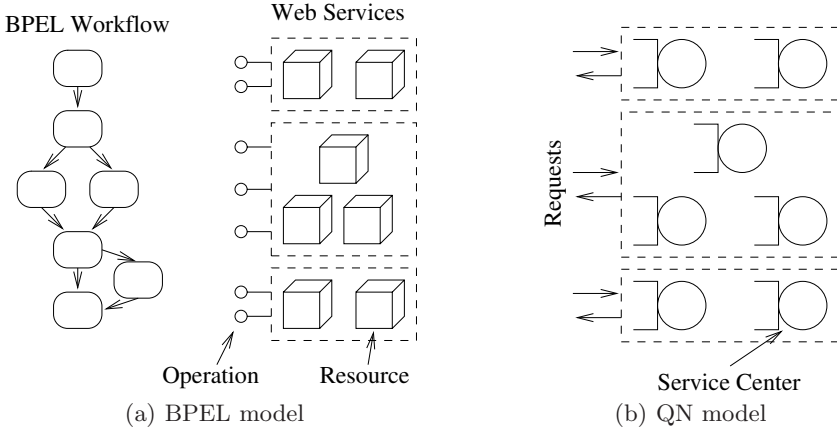 BPEL Workflow
Web Services
Operation
Resource
(a) BPEL model
Requests
Service Center
(b) QN model